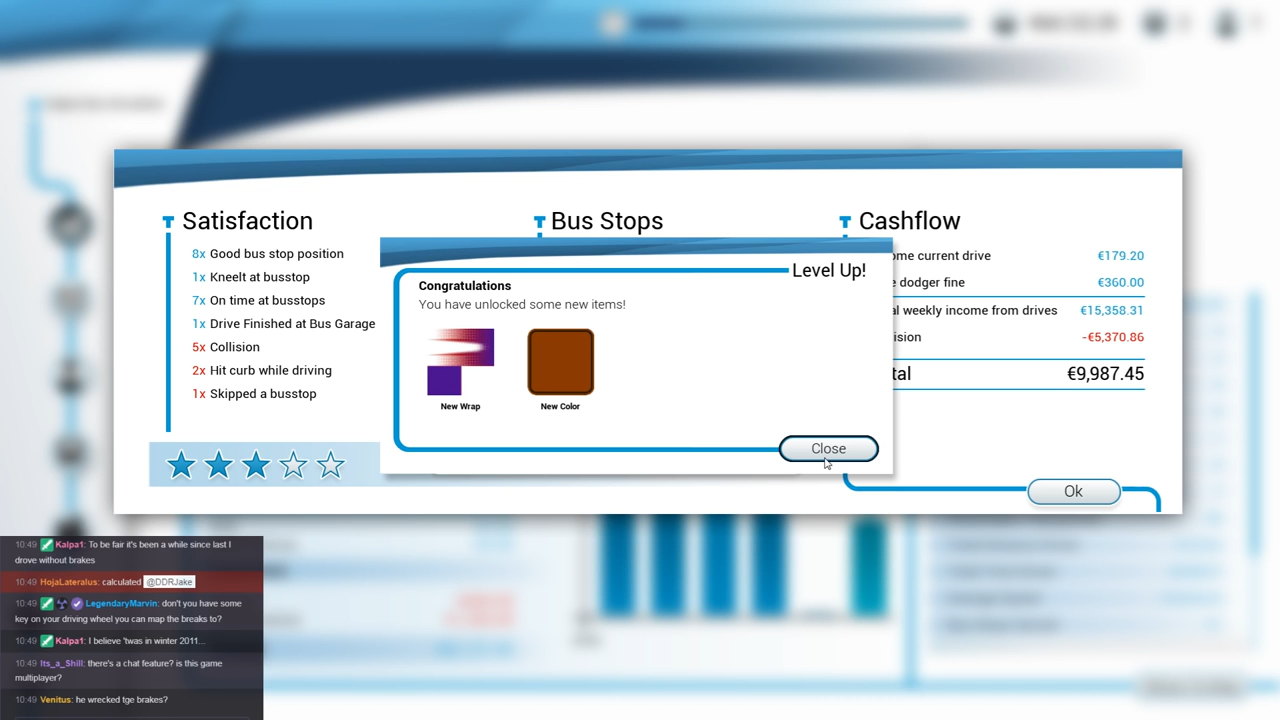 Satisfaction
8x Good bus stop position
1x Kneelt at busstop
7x On time at busstops
1x Drive Finished at Bus Garage
5x Collision
2x Hit curb while driving
1x Skipped a busstop
Bus Stops
Level Up!
Congratulations
You have unlocked some new items!
New Wrap
New Color
Close
Cashflow
ome current drive €179.20
e dodger fine €360.00
al weekly income from drives €15,358.31
ision -€5,370.86
tal €9,987.45
Ok
10:49 Kalpa1: To be fair it's been a while since last I
drove without brakes
10:49 HojaLateralus: calculated @DDRJake
10:49 LegendaryMarvin: don't you have some
key on your driving wheel you can map the breaks to?
10:49 Kalpa1: I believe 'twas in winter 2011...
10:49 Its_a_Shill: there's a chat feature? is this game
multiplayer?
10:49 Venitus: he wrecked tge brakes?